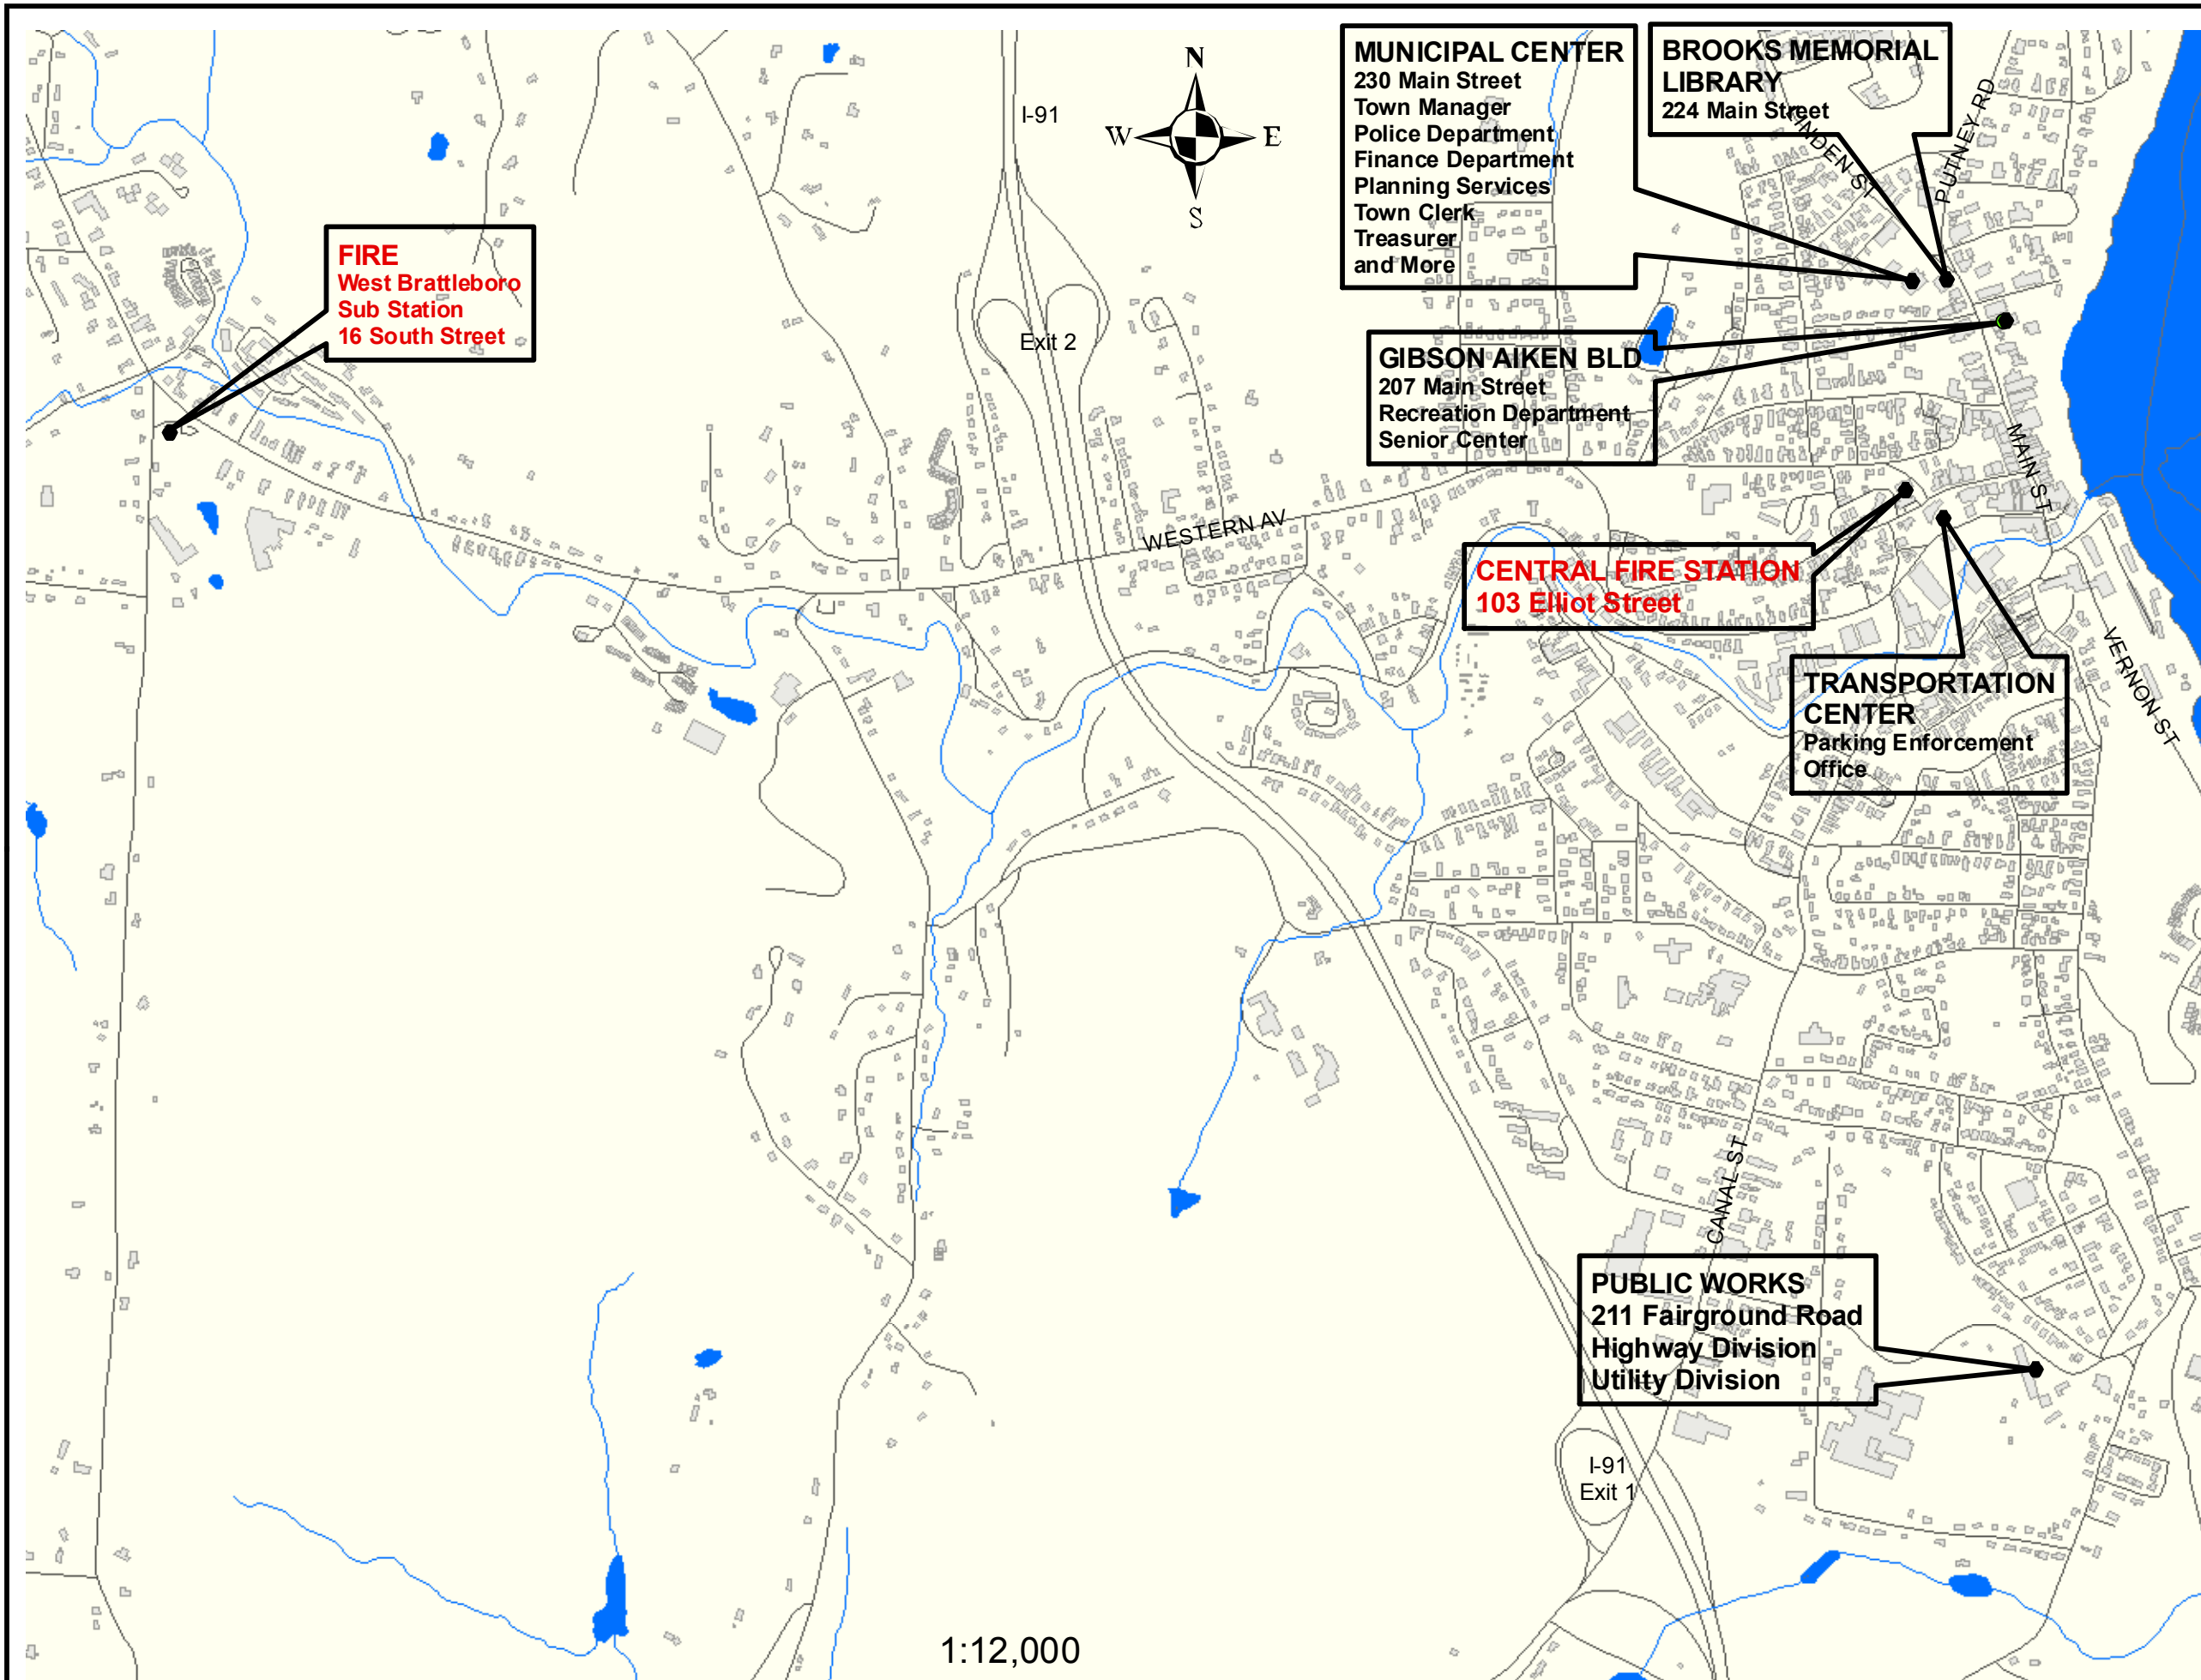 N
W
E
S
I-91
Exit 2
MUNICIPAL CENTER
230 Main Street
Town Manager
Police Department
Finance Department
Planning Services
Town Clerk
Treasurer
and More
BROOKS MEMORIAL
LIBRARY
224 Main Street
PUTNEY RD
FIRE
West Brattleboro
Sub Station
16 South Street
GIBSON AIKEN BLD
207 Main Street
Recreation Department
Senior Center
MAIN ST
WESTERN AV
CENTRAL FIRE STATION
103 Elliot Street
TRANSPORTATION
CENTER
Parking Enforcement
Office
VERNON ST
CANAL ST
PUBLIC WORKS
211 Fairground Road
Highway Division
Utility Division
I-91
Exit 1
1:12,000